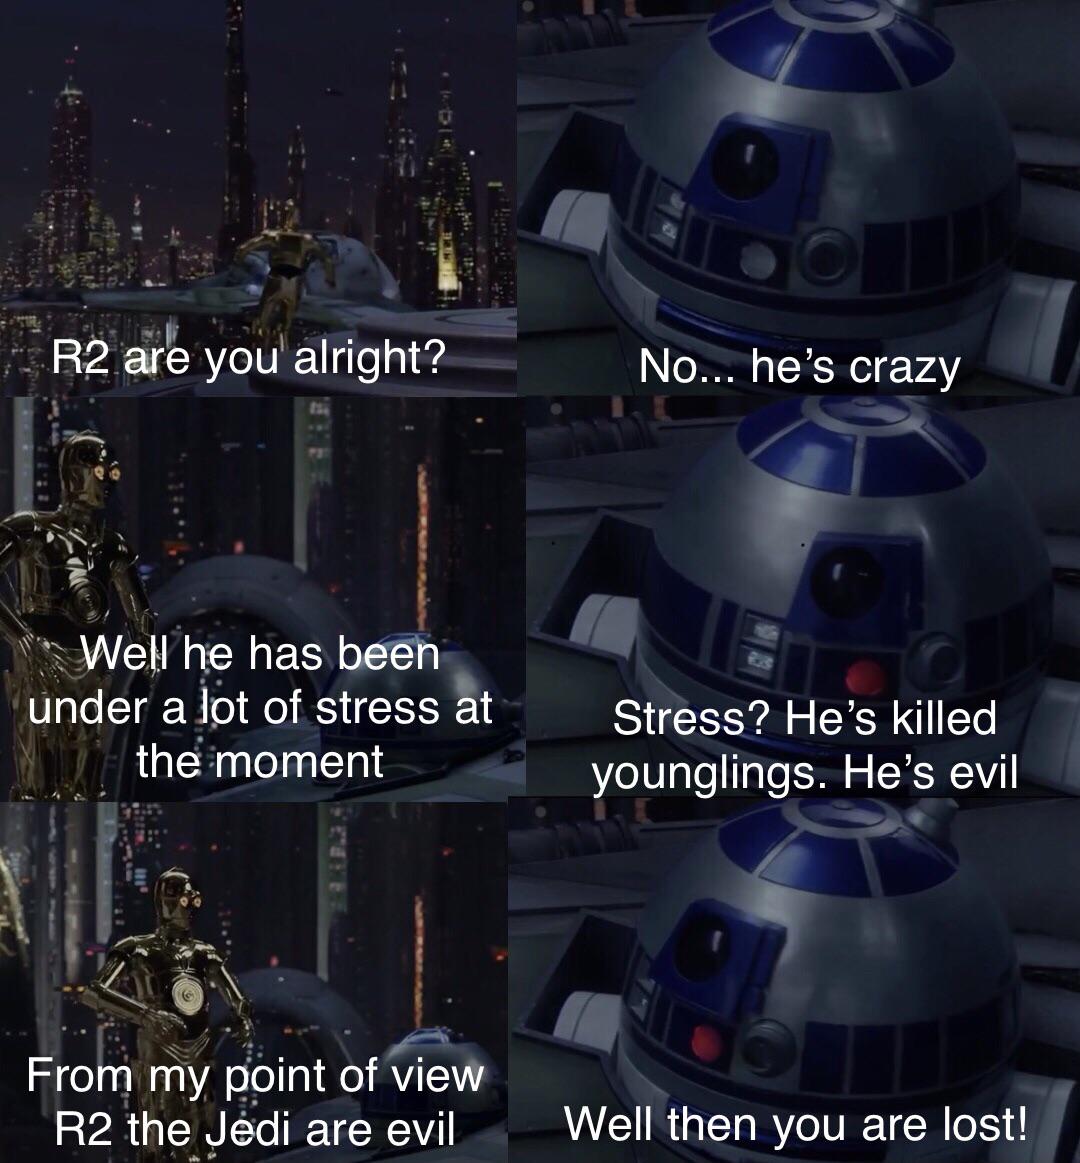 R2 are you alright?
No... he's crazy
Well he has been
under a lot of stress at
the moment
Stress? He's killed
younglings. He's evil
From my point of view
R2 the Jedi are evil
Well then you are lost!